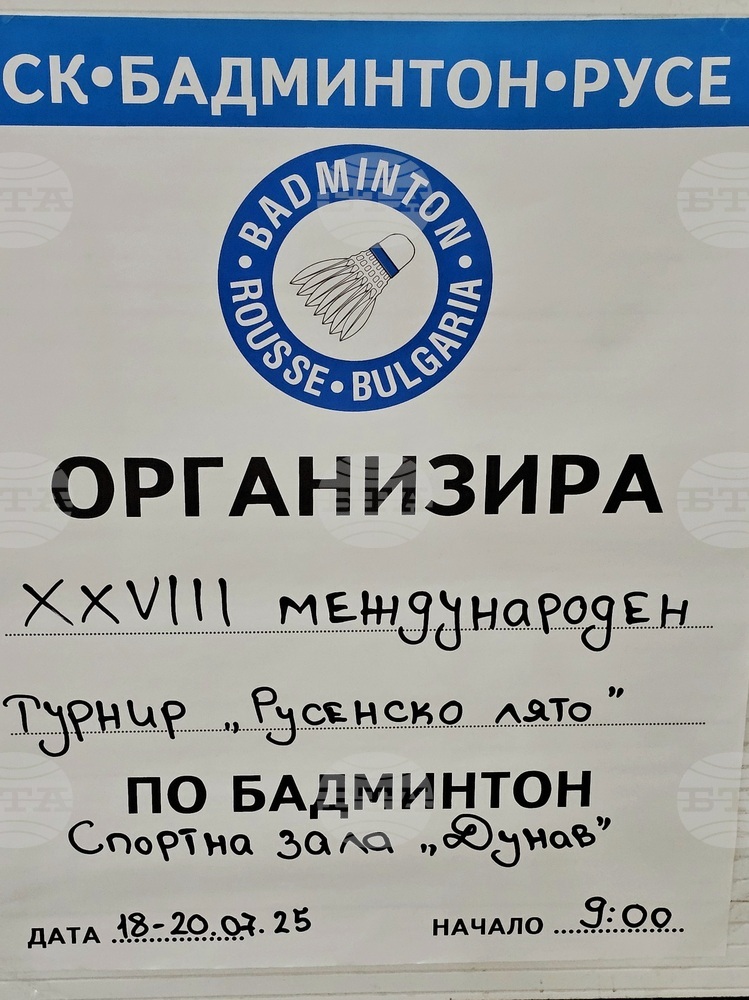 СК•БАДМИНТОН•РУСЕ
BADMINTON
• ROUSSE • BULGARIA •
ОРГАНИЗИРА
XXVIII МЕЖДУНАРОДЕН
ТУРНИР „РУСЕНСКО ЛЯТО”
ПО БАДМИНТОН
Спортна зала „Дунав”
ДАТА 18-20.07.25 НАЧАЛО 9:00
БТА